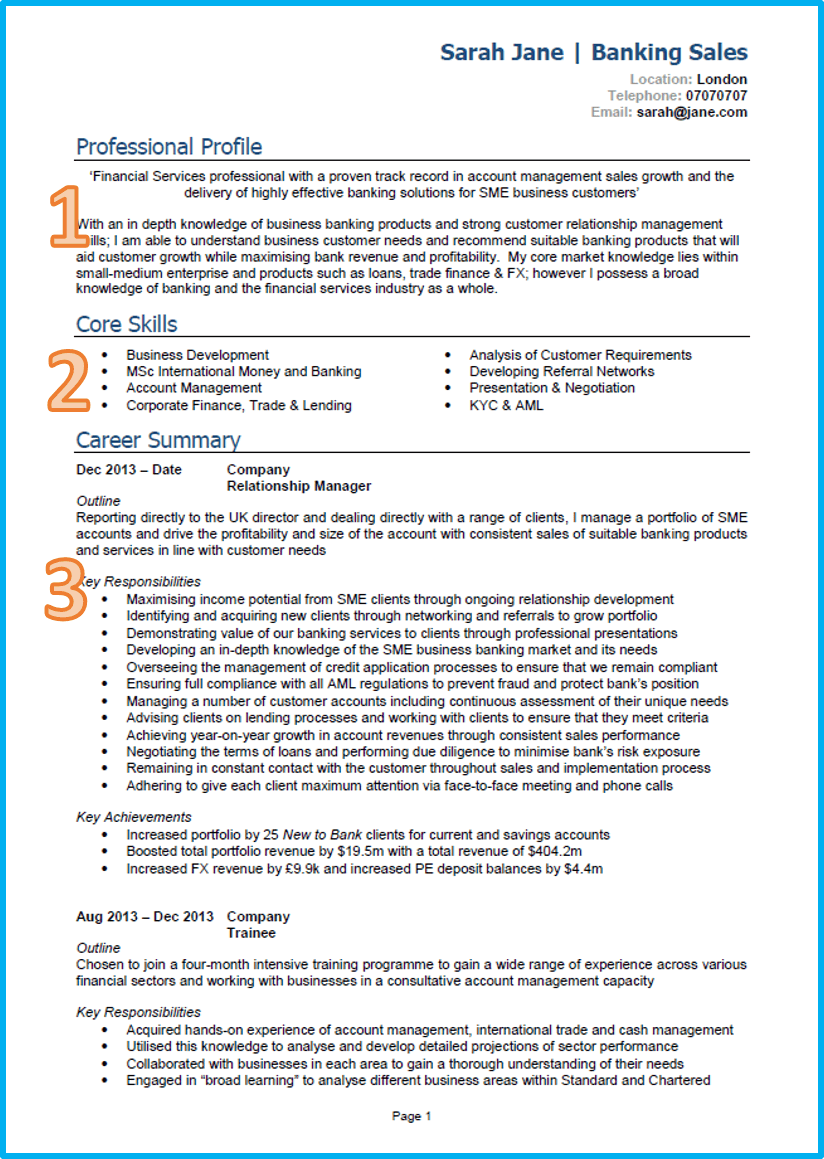 Sarah Jane | Banking Sales
Location: London
Telephone: 07070707
Email: sarah@jane.com
Professional Profile
‘Financial Services professional with a proven track record in account management sales growth and the
delivery of highly effective banking solutions for SME business customers’
1
With an in depth knowledge of business banking products and strong customer relationship management
skills; I am able to understand business customer needs and recommend suitable banking products that will
aid customer growth while maximising bank revenue and profitability. My core market knowledge lies within
small-medium enterprise and products such as loans, trade finance & FX; however I possess a broad
knowledge of banking and the financial services industry as a whole.
Core Skills
2
• Business Development
• MSc International Money and Banking
• Account Management
• Corporate Finance, Trade & Lending
• Analysis of Customer Requirements
• Developing Referral Networks
• Presentation & Negotiation
• KYC & AML
Career Summary
Dec 2013 – Date Company
Relationship Manager
Outline
Reporting directly to the UK director and dealing directly with a range of clients, I manage a portfolio of SME
accounts and drive the profitability and size of the account with consistent sales of suitable banking products
and services in line with customer needs
3
Key Responsibilities
• Maximising income potential from SME clients through ongoing relationship development
• Identifying and acquiring new clients through networking and referrals to grow portfolio
• Demonstrating value of our banking services to clients through professional presentations
• Developing an in-depth knowledge of the SME business banking market and its needs
• Overseeing the management of credit application processes to ensure that we remain compliant
• Ensuring full compliance with all AML regulations to prevent fraud and protect bank’s position
• Managing a number of customer accounts including continuous assessment of their unique needs
• Advising clients on lending processes and working with clients to ensure that they meet criteria
• Achieving year-on-year growth in account revenues through consistent sales performance
• Negotiating the terms of loans and performing due diligence to minimise bank’s risk exposure
• Remaining in constant contact with the customer throughout sales and implementation process
• Adhering to give each client maximum attention via face-to-face meeting and phone calls
Key Achievements
• Increased portfolio by 25 New to Bank clients for current and savings accounts
• Boosted total portfolio revenue by $19.5m with a total revenue of $404.2m
• Increased FX revenue by £9.9k and increased PE deposit balances by $4.4m
Aug 2013 – Dec 2013 Company
Trainee
Outline
Chosen to join a four-month intensive training programme to gain a wide range of experience across various
financial sectors and working with businesses in a consultative account management capacity
Key Responsibilities
• Acquired hands-on experience of account management, international trade and cash management
• Utilised this knowledge to analyse and develop detailed projections of sector performance
• Collaborated with businesses in each area to gain a thorough understanding of their needs
• Engaged in “broad learning” to analyse different business areas within Standard and Chartered
Page 1